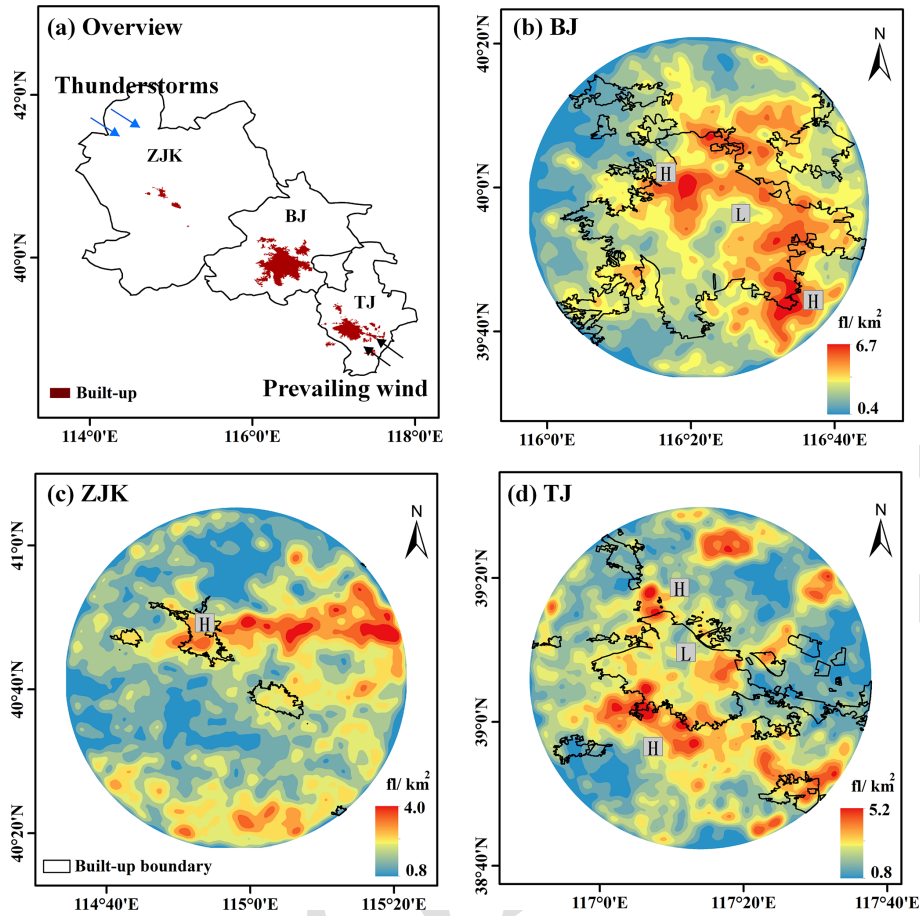 (a) Overview
Thunderstorms
ZJK
BJ
TJ
Prevailing wind
Built-up
42°0'N
40°0'N
114°0'E
116°0'E
118°0'E
(b) BJ
N
H
L
H
fl/ km2
6.7
0.4
40°20'N
40°0'N
39°40'N
116°0'E
116°20'E
116°40'E
(c) ZJK
N
H
fl/ km2
4.0
0.8
Built-up boundary
41°0'N
40°40'N
40°20'N
114°40'E
115°0'E
115°20'E
(d) TJ
N
H
L
H
fl/ km2
5.2
0.8
39°20'N
39°0'N
38°40'N
117°0'E
117°20'E
117°40'E